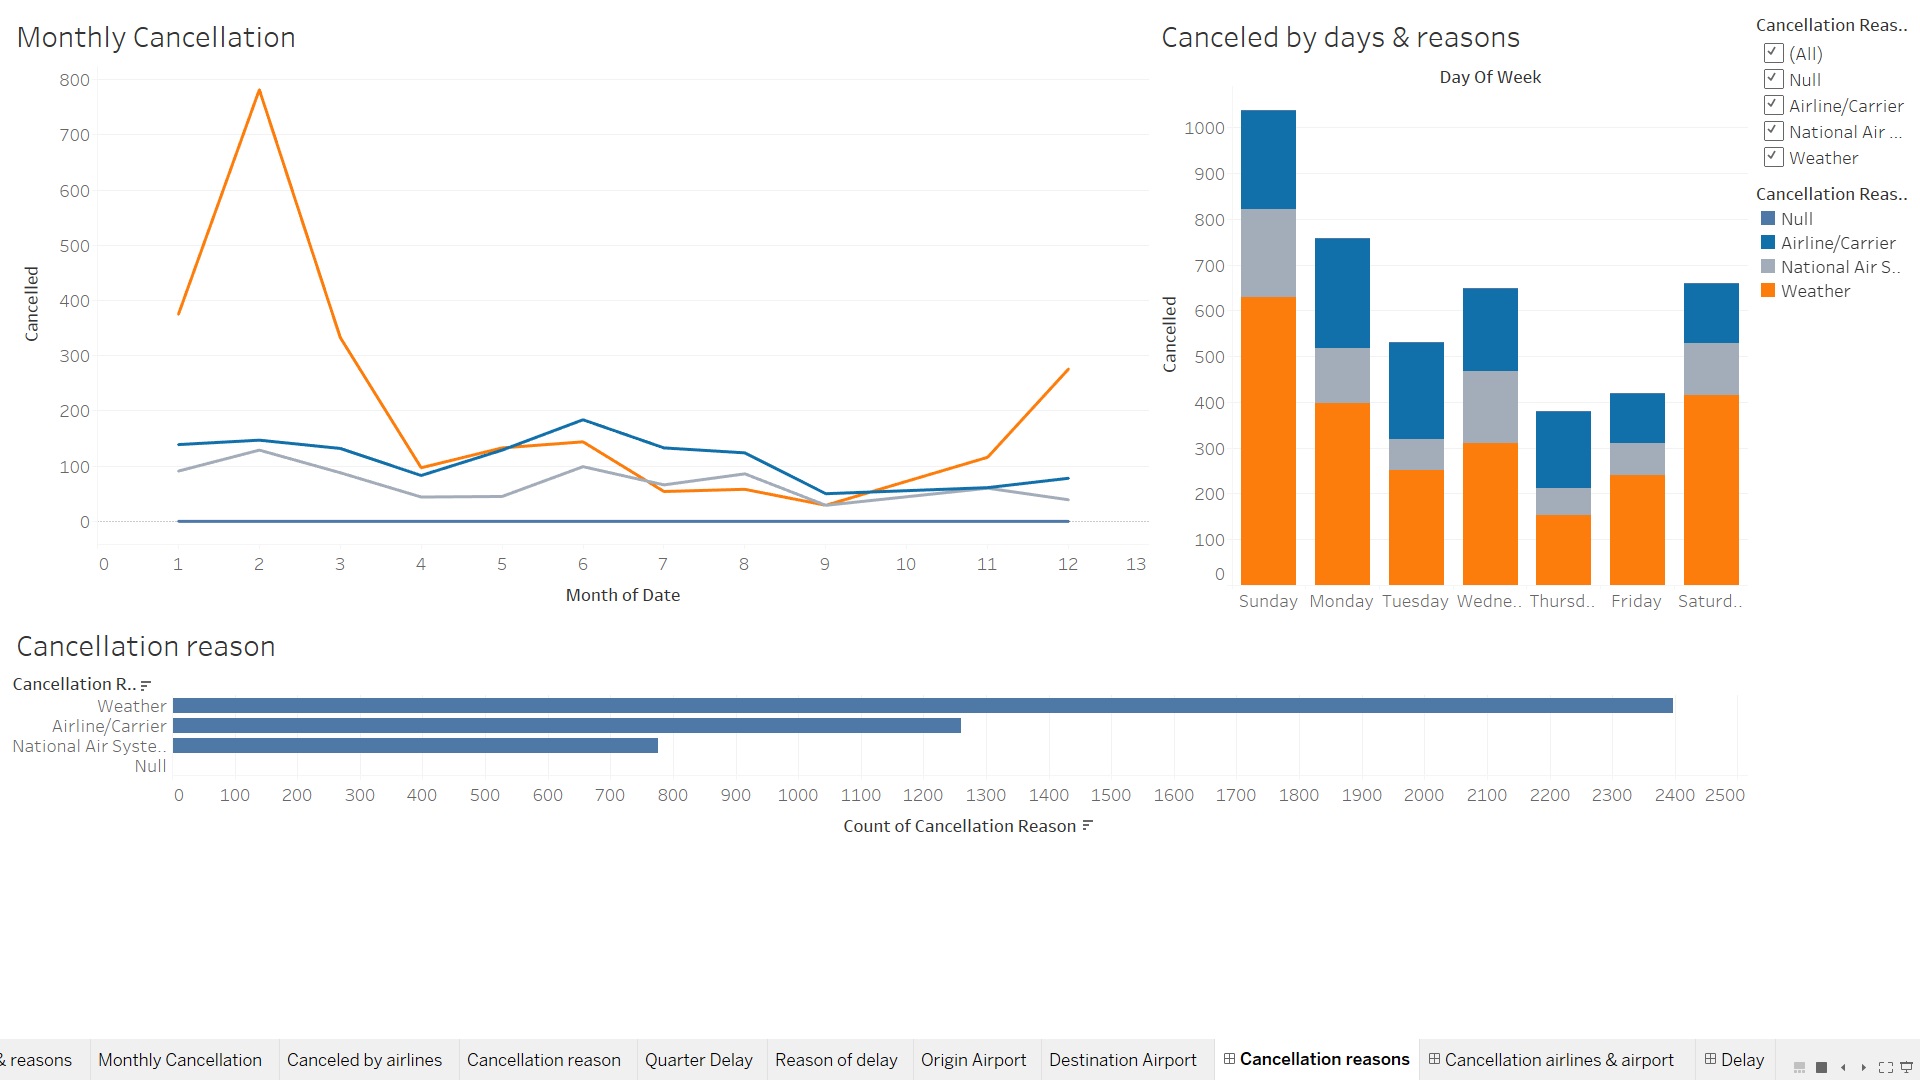 Monthly Cancellation
800
700
600
500
400
300
200
100
0
Cancelled
0 1 2 3 4 5 6 7 8 9 10 11 12 13
Month of Date
Canceled by days & reasons
Day Of Week
1000
900
800
700
600
500
400
300
200
100
0
Cancelled
Sunday Monday Tuesday Wedne.. Thursd.. Friday Saturd..
Cancellation Reas..
(All)
Null
Airline/Carrier
National Air ...
Weather
Cancellation Reas..
Null
Airline/Carrier
National Air S..
Weather
Cancellation reason
Cancellation R..
Weather
Airline/Carrier
National Air Syste..
Null
0 100 200 300 400 500 600 700 800 900 1000 1100 1200 1300 1400 1500 1600 1700 1800 1900 2000 2100 2200 2300 2400 2500
Count of Cancellation Reason
& reasons Monthly Cancellation Canceled by airlines Cancellation reason Quarter Delay Reason of delay Origin Airport Destination Airport Cancellation reasons Cancellation airlines & airport Delay